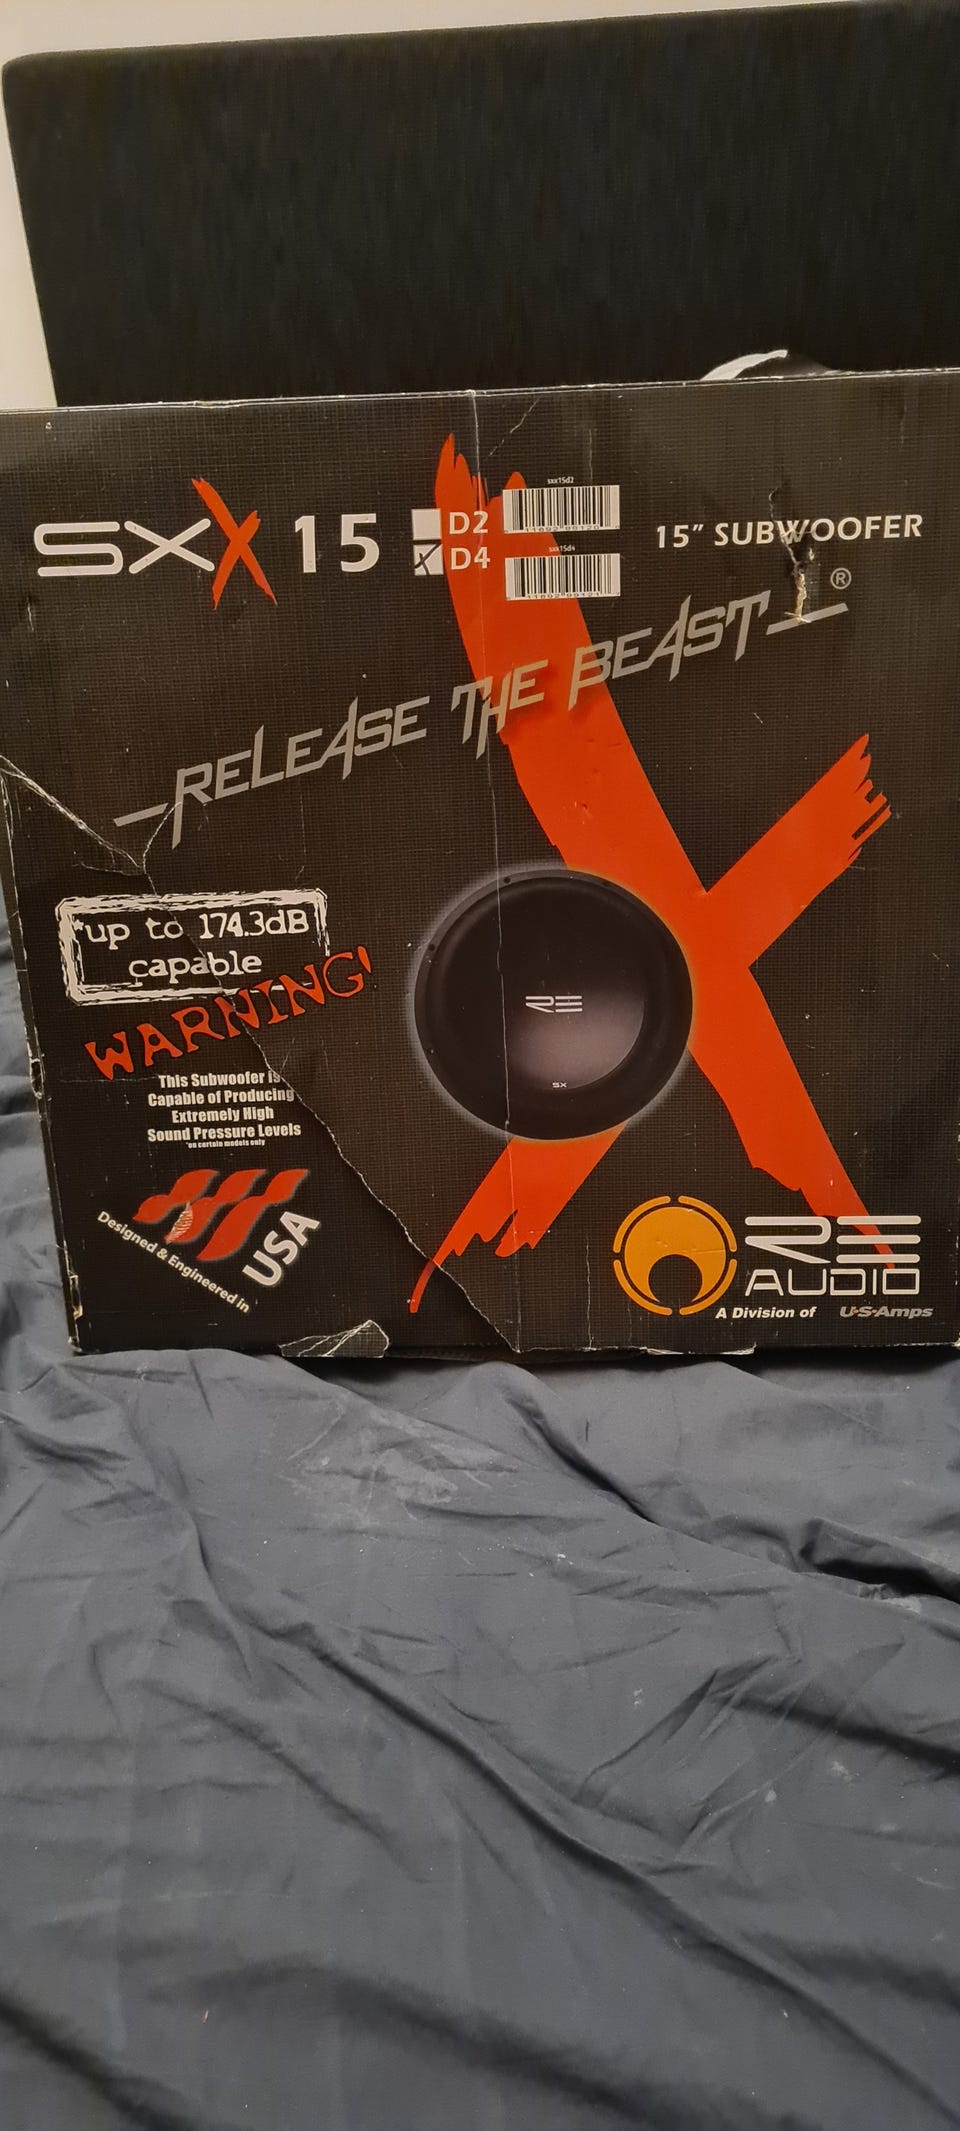 SXX 15
D2
D4
sxx15d2
sxx15d4
15" SUBWOOFER
RELEASE THE BEAST ®
*up to 174.3dB
capable
WARNING!
This Subwoofer is
Capable of Producing
Extremely High
Sound Pressure Levels
*on certain models only
Designed & Engineered in
USA
RE
SX
RE
AUDIO
A Division of U·S·Amps